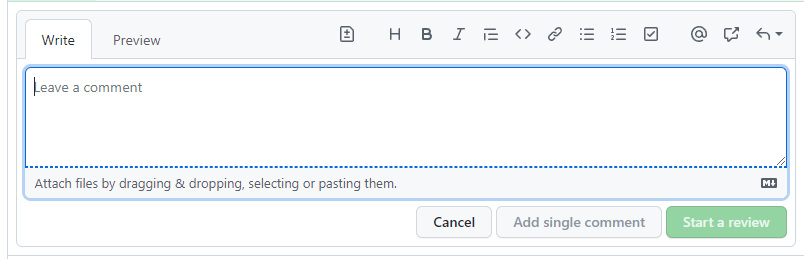 Write Preview H B I @
Leave a comment
Attach files by dragging & dropping, selecting or pasting them. M
Cancel Add single comment Start a review